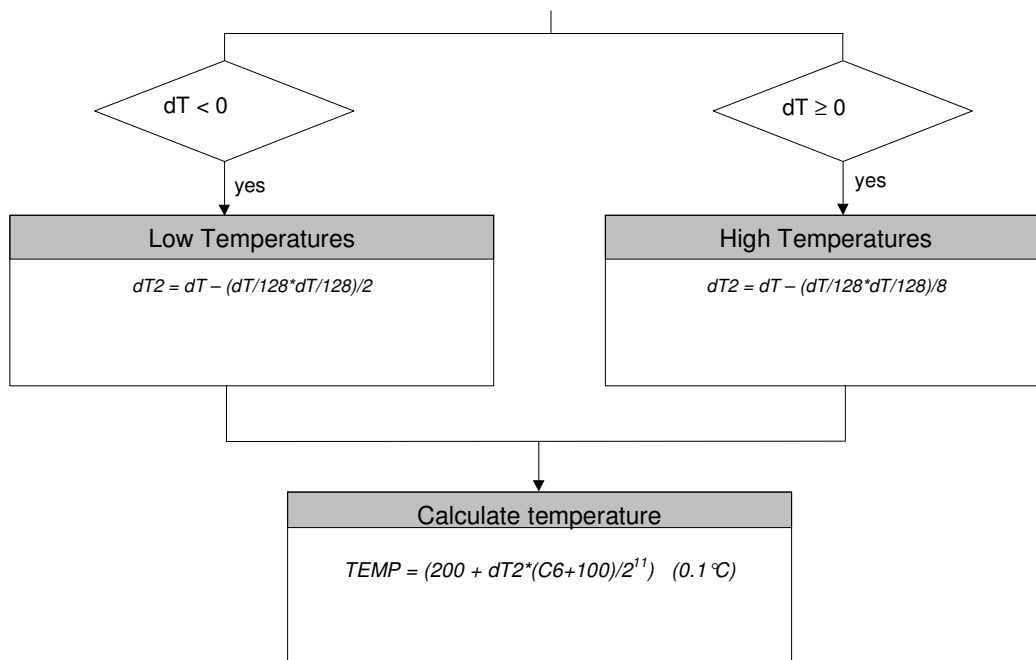 dT < 0
dT ≥ 0
yes
yes
Low Temperatures
High Temperatures
dT2 = dT – (dT/128*dT/128)/2
dT2 = dT – (dT/128*dT/128)/8
Calculate temperature
TEMP = (200 + dT2*(C6+100)/2¹¹) (0.1°C)